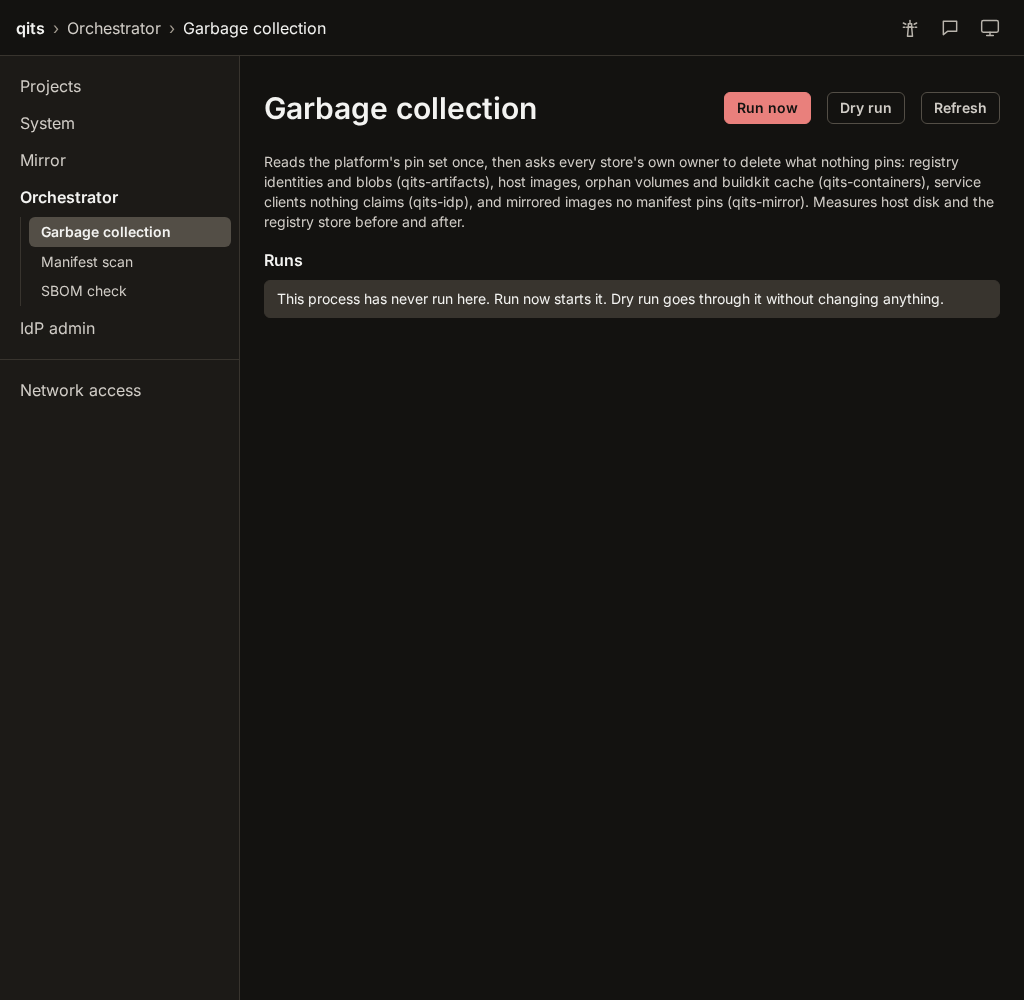 qits › Orchestrator › Garbage collection
Projects
System
Mirror
Orchestrator
Garbage collection
Manifest scan
SBOM check
IdP admin
Network access
Garbage collection
Run now
Dry run
Refresh
Reads the platform's pin set once, then asks every store's own owner to delete what nothing pins: registry
identities and blobs (qits-artifacts), host images, orphan volumes and buildkit cache (qits-containers), service
clients nothing claims (qits-idp), and mirrored images no manifest pins (qits-mirror). Measures host disk and the
registry store before and after.
Runs
This process has never run here. Run now starts it. Dry run goes through it without changing anything.